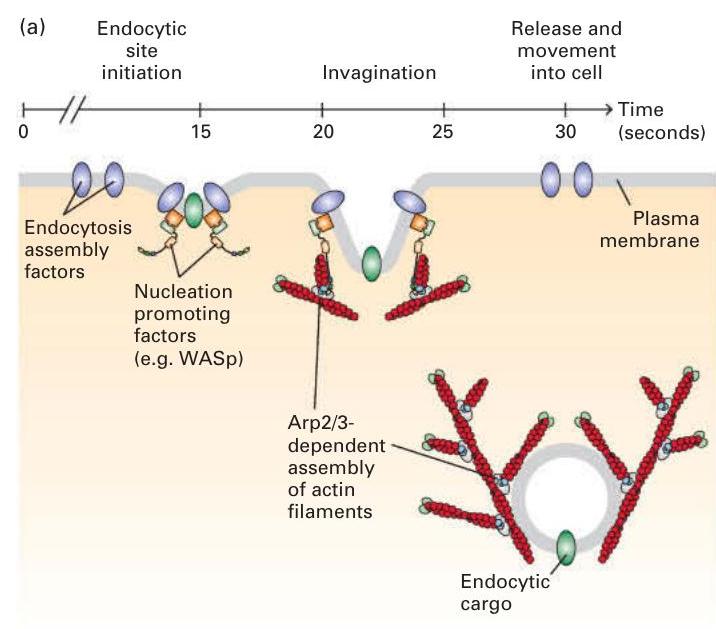 (a)
Endocytic
site
initiation
Invagination
Release and
movement
into cell
Time
(seconds)
0
15
20
25
30
Endocytosis
assembly
factors
Nucleation
promoting
factors
(e.g. WASp)
Plasma
membrane
Arp2/3-
dependent
assembly
of actin
filaments
Endocytic
cargo